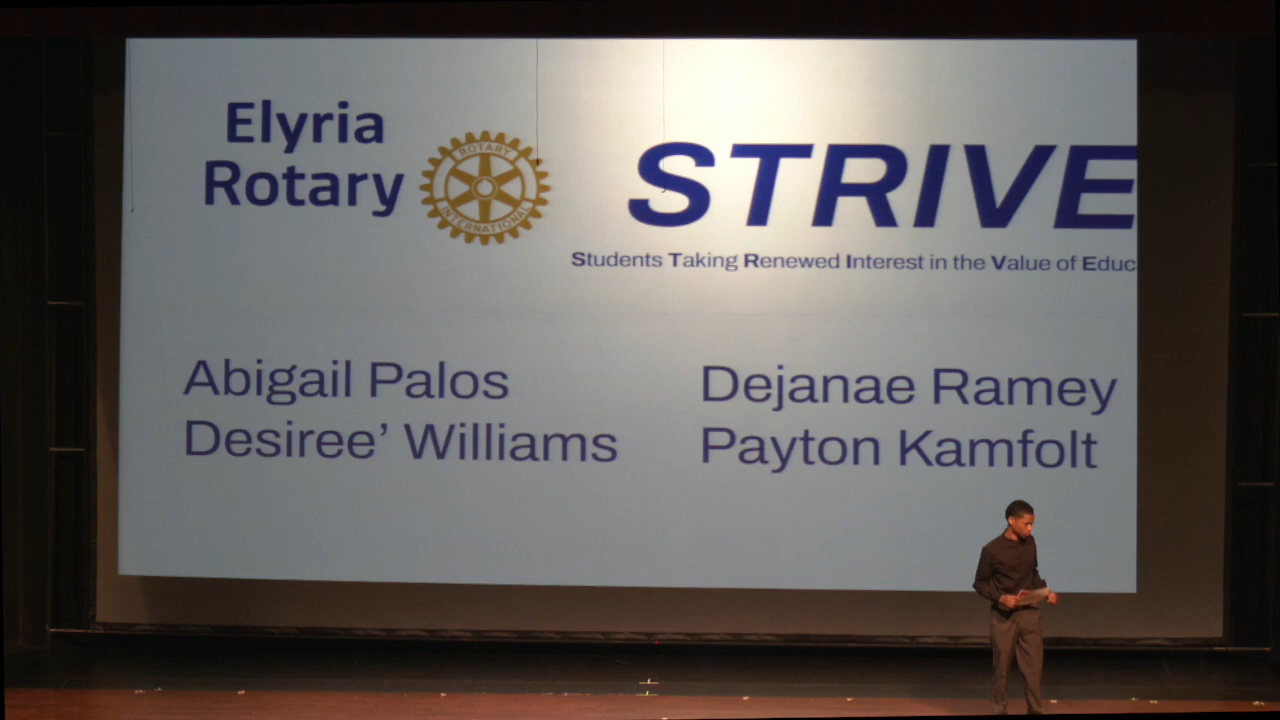 Elyria
Rotary
ROTARY
INTERNATIONAL
STRIVE
Students Taking Renewed Interest in the Value of Educ
Abigail Palos
Desiree’ Williams
Dejanae Ramey
Payton Kamfolt